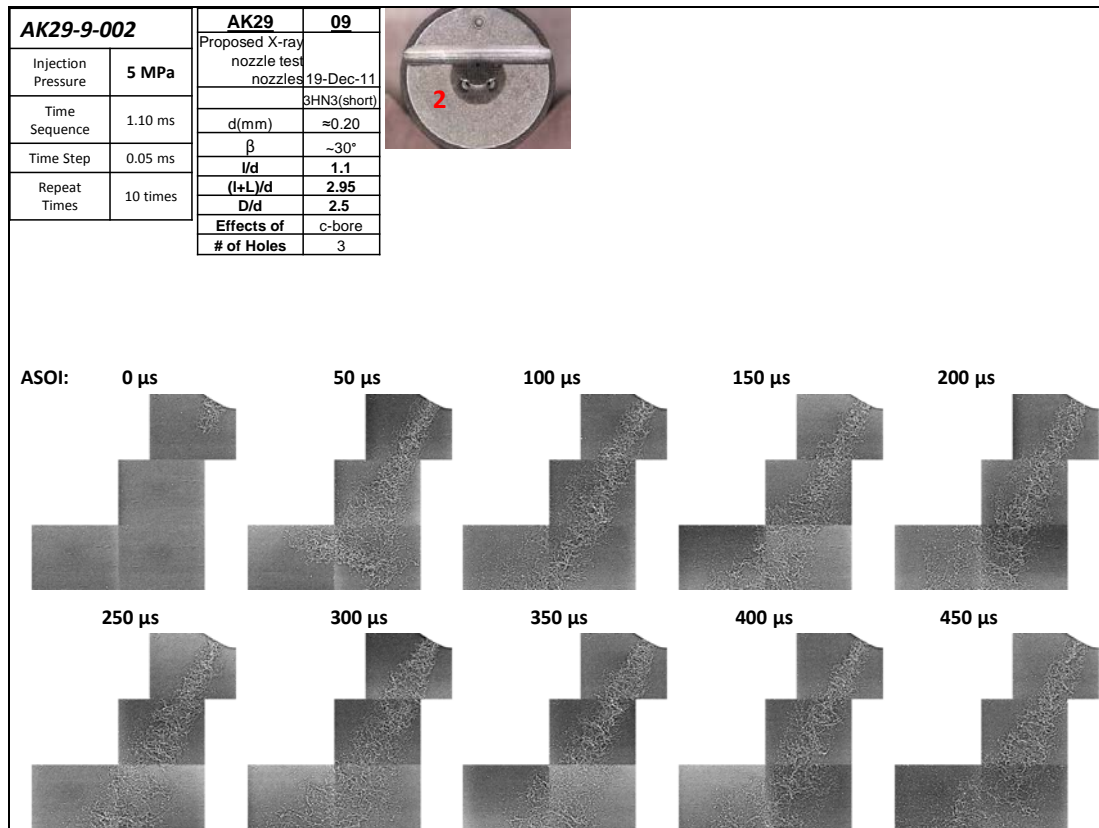 AK29-9-002
Injection Pressure 5 MPa
Time Sequence 1.10 ms
Time Step 0.05 ms
Repeat Times 10 times
AK29 09
Proposed X-ray nozzle test nozzles 19-Dec-11
3HN3(short)
d(mm) ≈0.20
β ~30°
l/d 1.1
(l+L)/d 2.95
D/d 2.5
Effects of c-bore
# of Holes 3
2
ASOI: 0 µs 50 µs 100 µs 150 µs 200 µs
250 µs 300 µs 350 µs 400 µs 450 µs